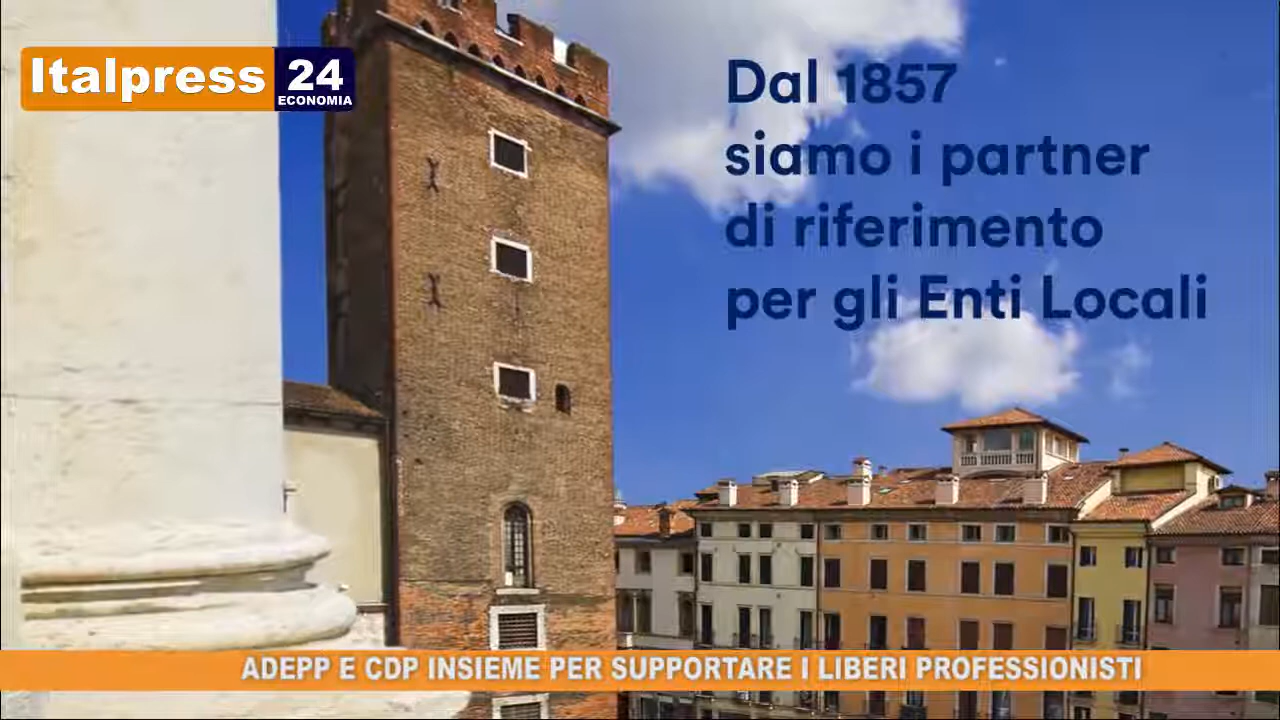 Italpress 24
ECONOMIA
Dal 1857
siamo i partner
di riferimento
per gli Enti Locali
ADEPP E CDP INSIEME PER SUPPORTARE I LIBERI PROFESSIONISTI